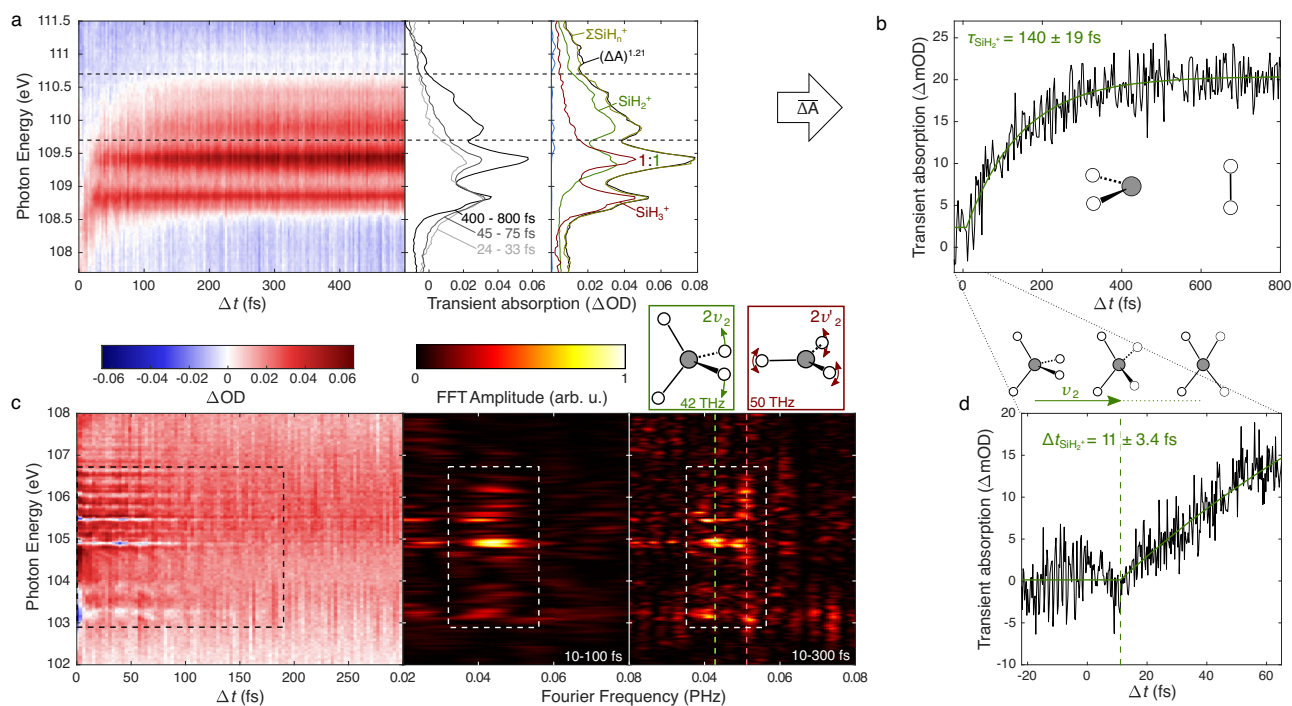 a
111.5
111
110.5
110
109.5
109
108.5
108
Photon Energy (eV)
0 100 200 300 400
Δt (fs)
400 - 800 fs
45 - 75 fs
24 - 33 fs
0 0.02 0.04 0.06
Transient absorption (ΔOD)
ΣSiHₙ⁺
(ΔA)¹·²¹
SiH₂⁺
1:1
SiH₃⁺
0 0.02 0.04 0.06 0.08
ΔA
b
τSiH₂⁺ = 140 ± 19 fs
25
20
15
10
5
0
Transient absorption (ΔmOD)
0 200 400 600 800
Δt (fs)
-0.06 -0.04 -0.02 0 0.02 0.04 0.06
ΔOD
0 1
FFT Amplitude (arb. u.)
2υ₂
42 THz
2υ'₂
50 THz
υ₂
c
108
107
106
105
104
103
102
Photon Energy (eV)
0 50 100 150 200 250
Δt (fs)
10-100 fs
10-300 fs
0.02 0.04 0.06 0.08 0.04 0.06 0.08
Fourier Frequency (PHz)
d
ΔtSiH₂⁺ = 11 ± 3.4 fs
20
15
10
5
0
-5
-10
Transient absorption (ΔmOD)
-20 0 20 40 60
Δt (fs)